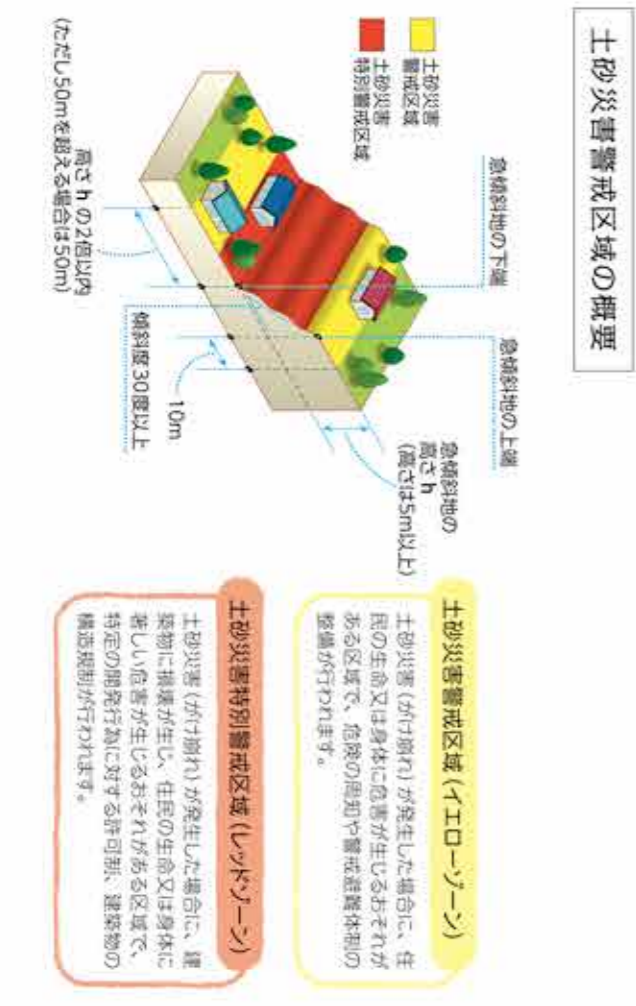 土砂災害警戒区域の概要
土砂災害
警戒区域
土砂災害
特別警戒区域
急傾斜地の下端
急傾斜地の上端
急傾斜地の
高さ h
(高さは5m以上)
10m
傾斜度30度以上
高さ h の2倍以内
(ただし50mを超える場合は50m)
土砂災害警戒区域 (イエローゾーン)
土砂災害 (がけ崩れ) が発生した場合に、住
民の生命又は身体に危害が生じるおそれが
ある区域で、危険の周知や警戒避難体制の
整備が行われます。
土砂災害特別警戒区域 (レッドゾーン)
土砂災害 (がけ崩れ) が発生した場合に、建
築物に損壊が生じ、住民の生命又は身体に
著しい危害が生じるおそれがある区域で、
特定の開発行為に対する許可制、建築物の
構造規制が行われます。